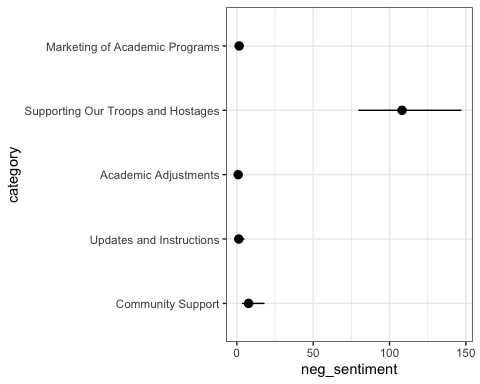 Marketing of Academic Programs
Supporting Our Troops and Hostages
category
Academic Adjustments
Updates and Instructions
Community Support
0 50 100 150
neg_sentiment